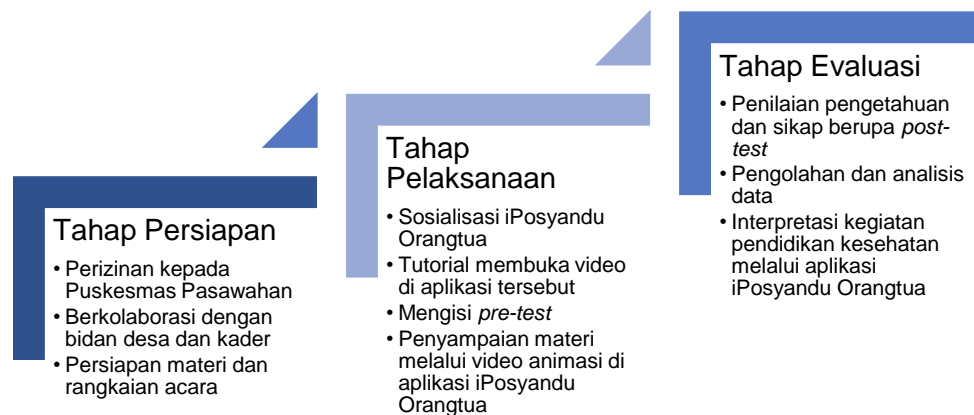 Tahap Persiapan
• Perizinan kepada
Puskesmas Pasawahan
• Berkolaborasi dengan
bidan desa dan kader
• Persiapan materi dan
rangkaian acara
Tahap
Pelaksanaan
• Sosialisasi iPosyandu
Orangtua
• Tutorial membuka video
di aplikasi tersebut
• Mengisi pre-test
• Penyampaian materi
melalui video animasi di
aplikasi iPosyandu
Orangtua
Tahap Evaluasi
• Penilaian pengetahuan
dan sikap berupa post-
test
• Pengolahan dan analisis
data
• Interpretasi kegiatan
pendidikan kesehatan
melalui aplikasi
iPosyandu Orangtua